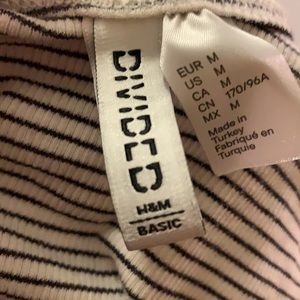 DIVIDED
H&M
BASIC
EUR M
US M
CA M
CN 170/96A
MX M
Made in
Turkey
Fabriqué en
Turquie